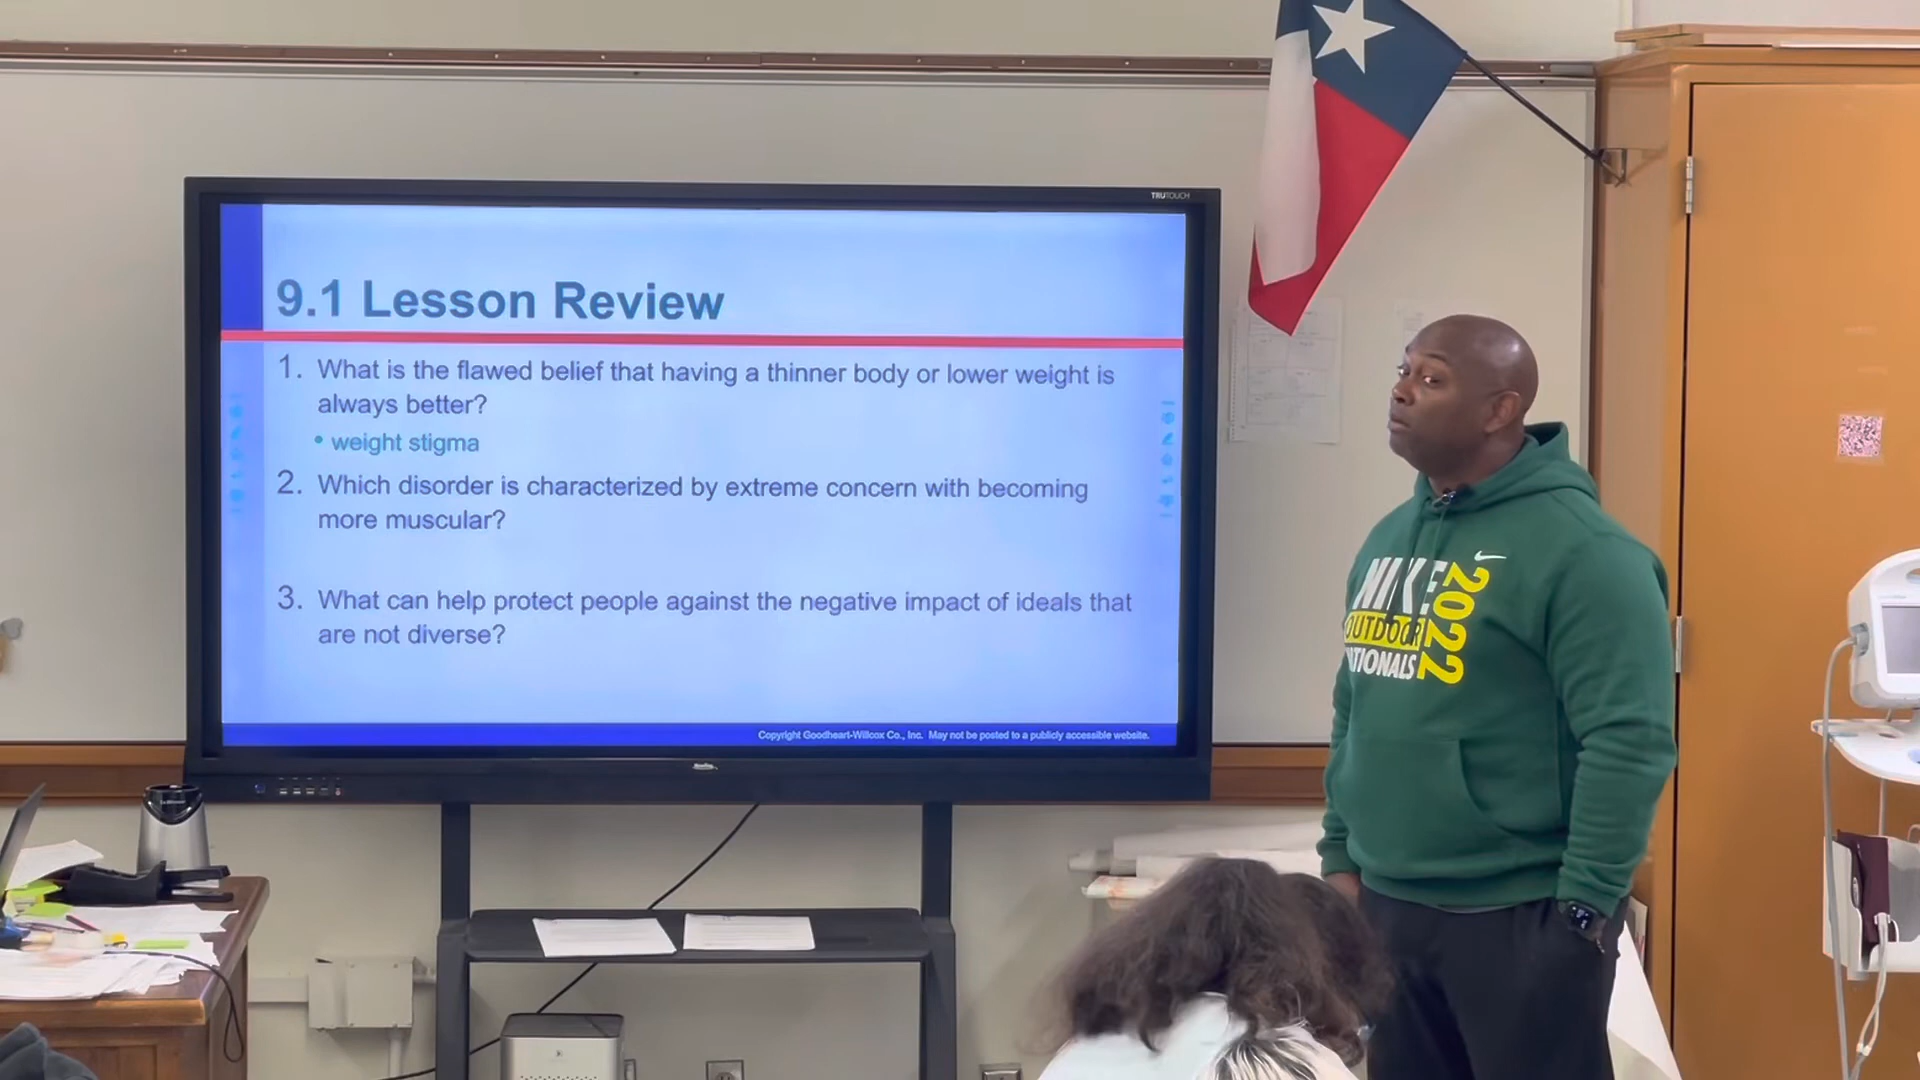 TRUTOUCH
9.1 Lesson Review
1. What is the flawed belief that having a thinner body or lower weight is
always better?
• weight stigma
2. Which disorder is characterized by extreme concern with becoming
more muscular?
3. What can help protect people against the negative impact of ideals that
are not diverse?
Copyright Goodheart-Willcox Co., Inc. May not be posted to a publicly accessible website.
NIKE
OUTDOOR
2022